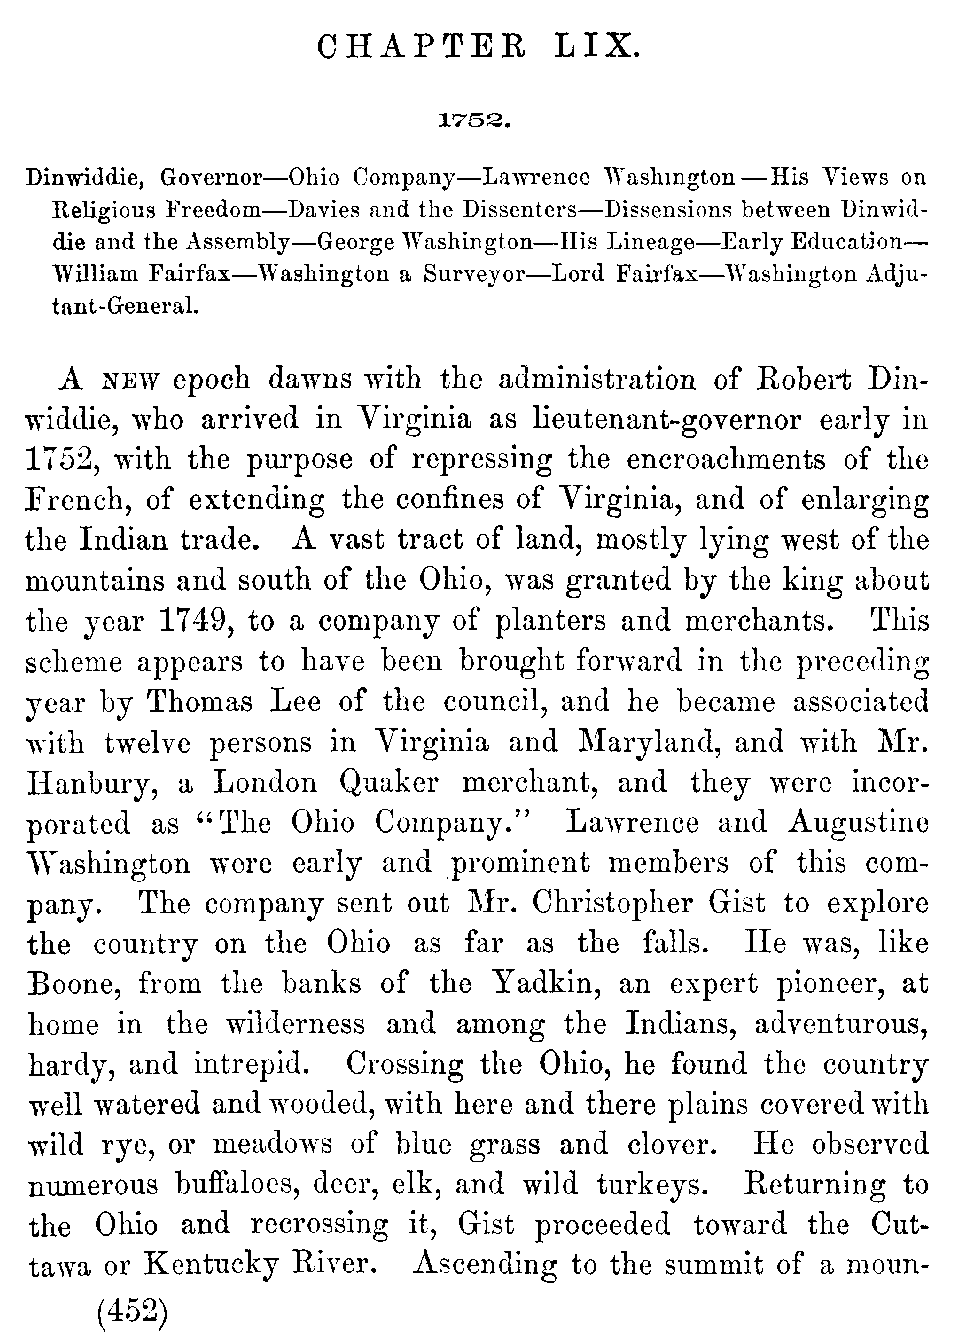 CHAPTER LIX.
1752.
Dinwiddie, Governor—Ohio Company—Lawrence Washington—His Views on
Religious Freedom—Davies and the Dissenters—Dissensions between Dinwid-
die and the Assembly—George Washington—His Lineage—Early Education—
William Fairfax—Washington a Surveyor—Lord Fairfax—Washington Adju-
tant-General.
A NEW epoch dawns with the administration of Robert Din-
widdie, who arrived in Virginia as lieutenant-governor early in
1752, with the purpose of repressing the encroachments of the
French, of extending the confines of Virginia, and of enlarging
the Indian trade. A vast tract of land, mostly lying west of the
mountains and south of the Ohio, was granted by the king about
the year 1749, to a company of planters and merchants. This
scheme appears to have been brought forward in the preceding
year by Thomas Lee of the council, and he became associated
with twelve persons in Virginia and Maryland, and with Mr.
Hanbury, a London Quaker merchant, and they were incor-
porated as "The Ohio Company." Lawrence and Augustine
Washington were early and prominent members of this com-
pany. The company sent out Mr. Christopher Gist to explore
the country on the Ohio as far as the falls. He was, like
Boone, from the banks of the Yadkin, an expert pioneer, at
home in the wilderness and among the Indians, adventurous,
hardy, and intrepid. Crossing the Ohio, he found the country
well watered and wooded, with here and there plains covered with
wild rye, or meadows of blue grass and clover. He observed
numerous buffaloes, deer, elk, and wild turkeys. Returning to
the Ohio and recrossing it, Gist proceeded toward the Cut-
tawa or Kentucky River. Ascending to the summit of a moun-
(452)